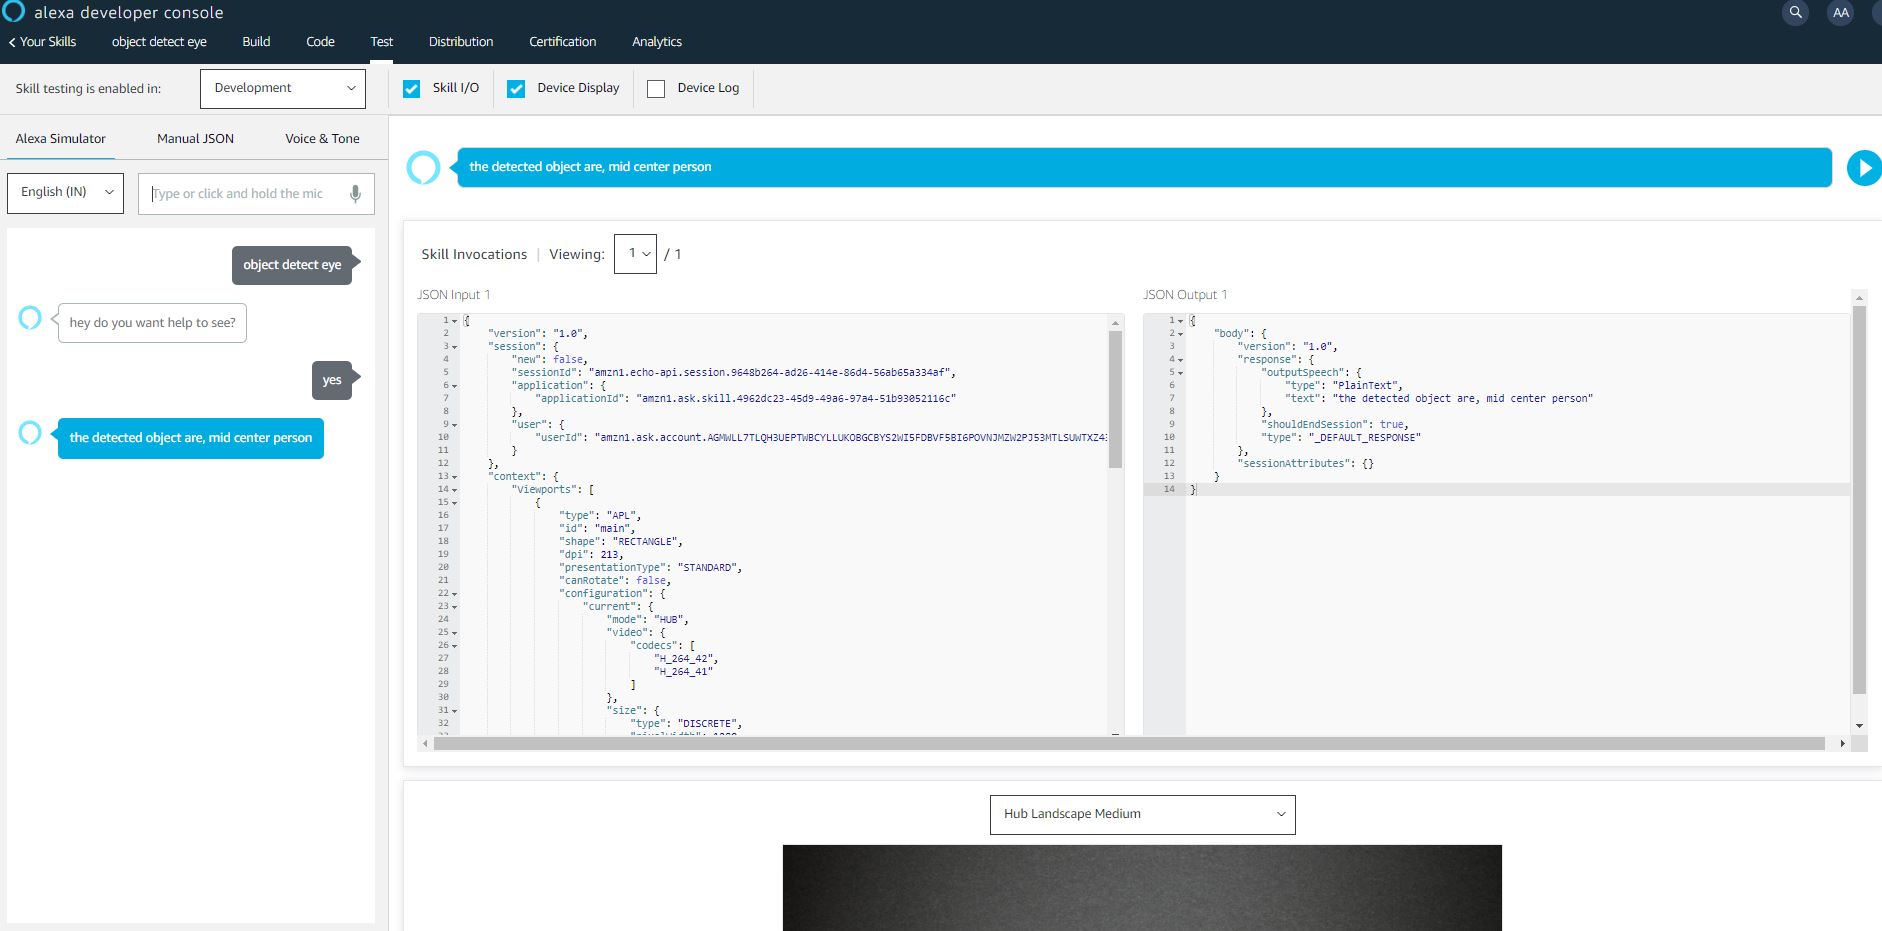 alexa developer console
AA
Your Skills
object detect eye
Build
Code
Test
Distribution
Certification
Analytics
Skill testing is enabled in:
Development
Skill I/O
Device Display
Device Log
Alexa Simulator
Manual JSON
Voice & Tone
English (IN)
Type or click and hold the mic
object detect eye
hey do you want help to see?
yes
the detected object are, mid center person
the detected object are, mid center person
Skill Invocations | Viewing: 1 / 1
JSON Input 1
1 {
2 "version": "1.0",
3 "session": {
4 "new": false,
5 "sessionId": "amzn1.echo-api.session.9648b264-ad26-414e-86d4-56ab65a334af",
6 "application": {
7 "applicationId": "amzn1.ask.skill.4962dc23-45d9-49a6-97a4-51b93052116c"
8 },
9 "user": {
10 "userId":
11 }
12 },
13 "context": {
14 "Viewports": [
15 {
16 "type": "APL",
17 "id": "main",
18 "shape": "RECTANGLE",
19 "dpi": 213,
20 "presentationType": "STANDARD",
21 "canRotate": false,
22 "configuration": {
23 "current": {
24 "mode": "HUB",
25 "video": {
26 "codecs": [
27 "H_264_42",
28 "H_264_41"
29 ]
30 },
31 "size": {
32 "type": "DISCRETE",
JSON Output 1
1 {
2 "body": {
3 "version": "1.0",
4 "response": {
5 "outputSpeech": {
6 "type": "PlainText",
7 "text": "the detected object are, mid center person"
8 },
9 "shouldEndSession": true,
10 "type": "_DEFAULT_RESPONSE"
11 },
12 "sessionAttributes": {}
13 }
14 }
Hub Landscape Medium